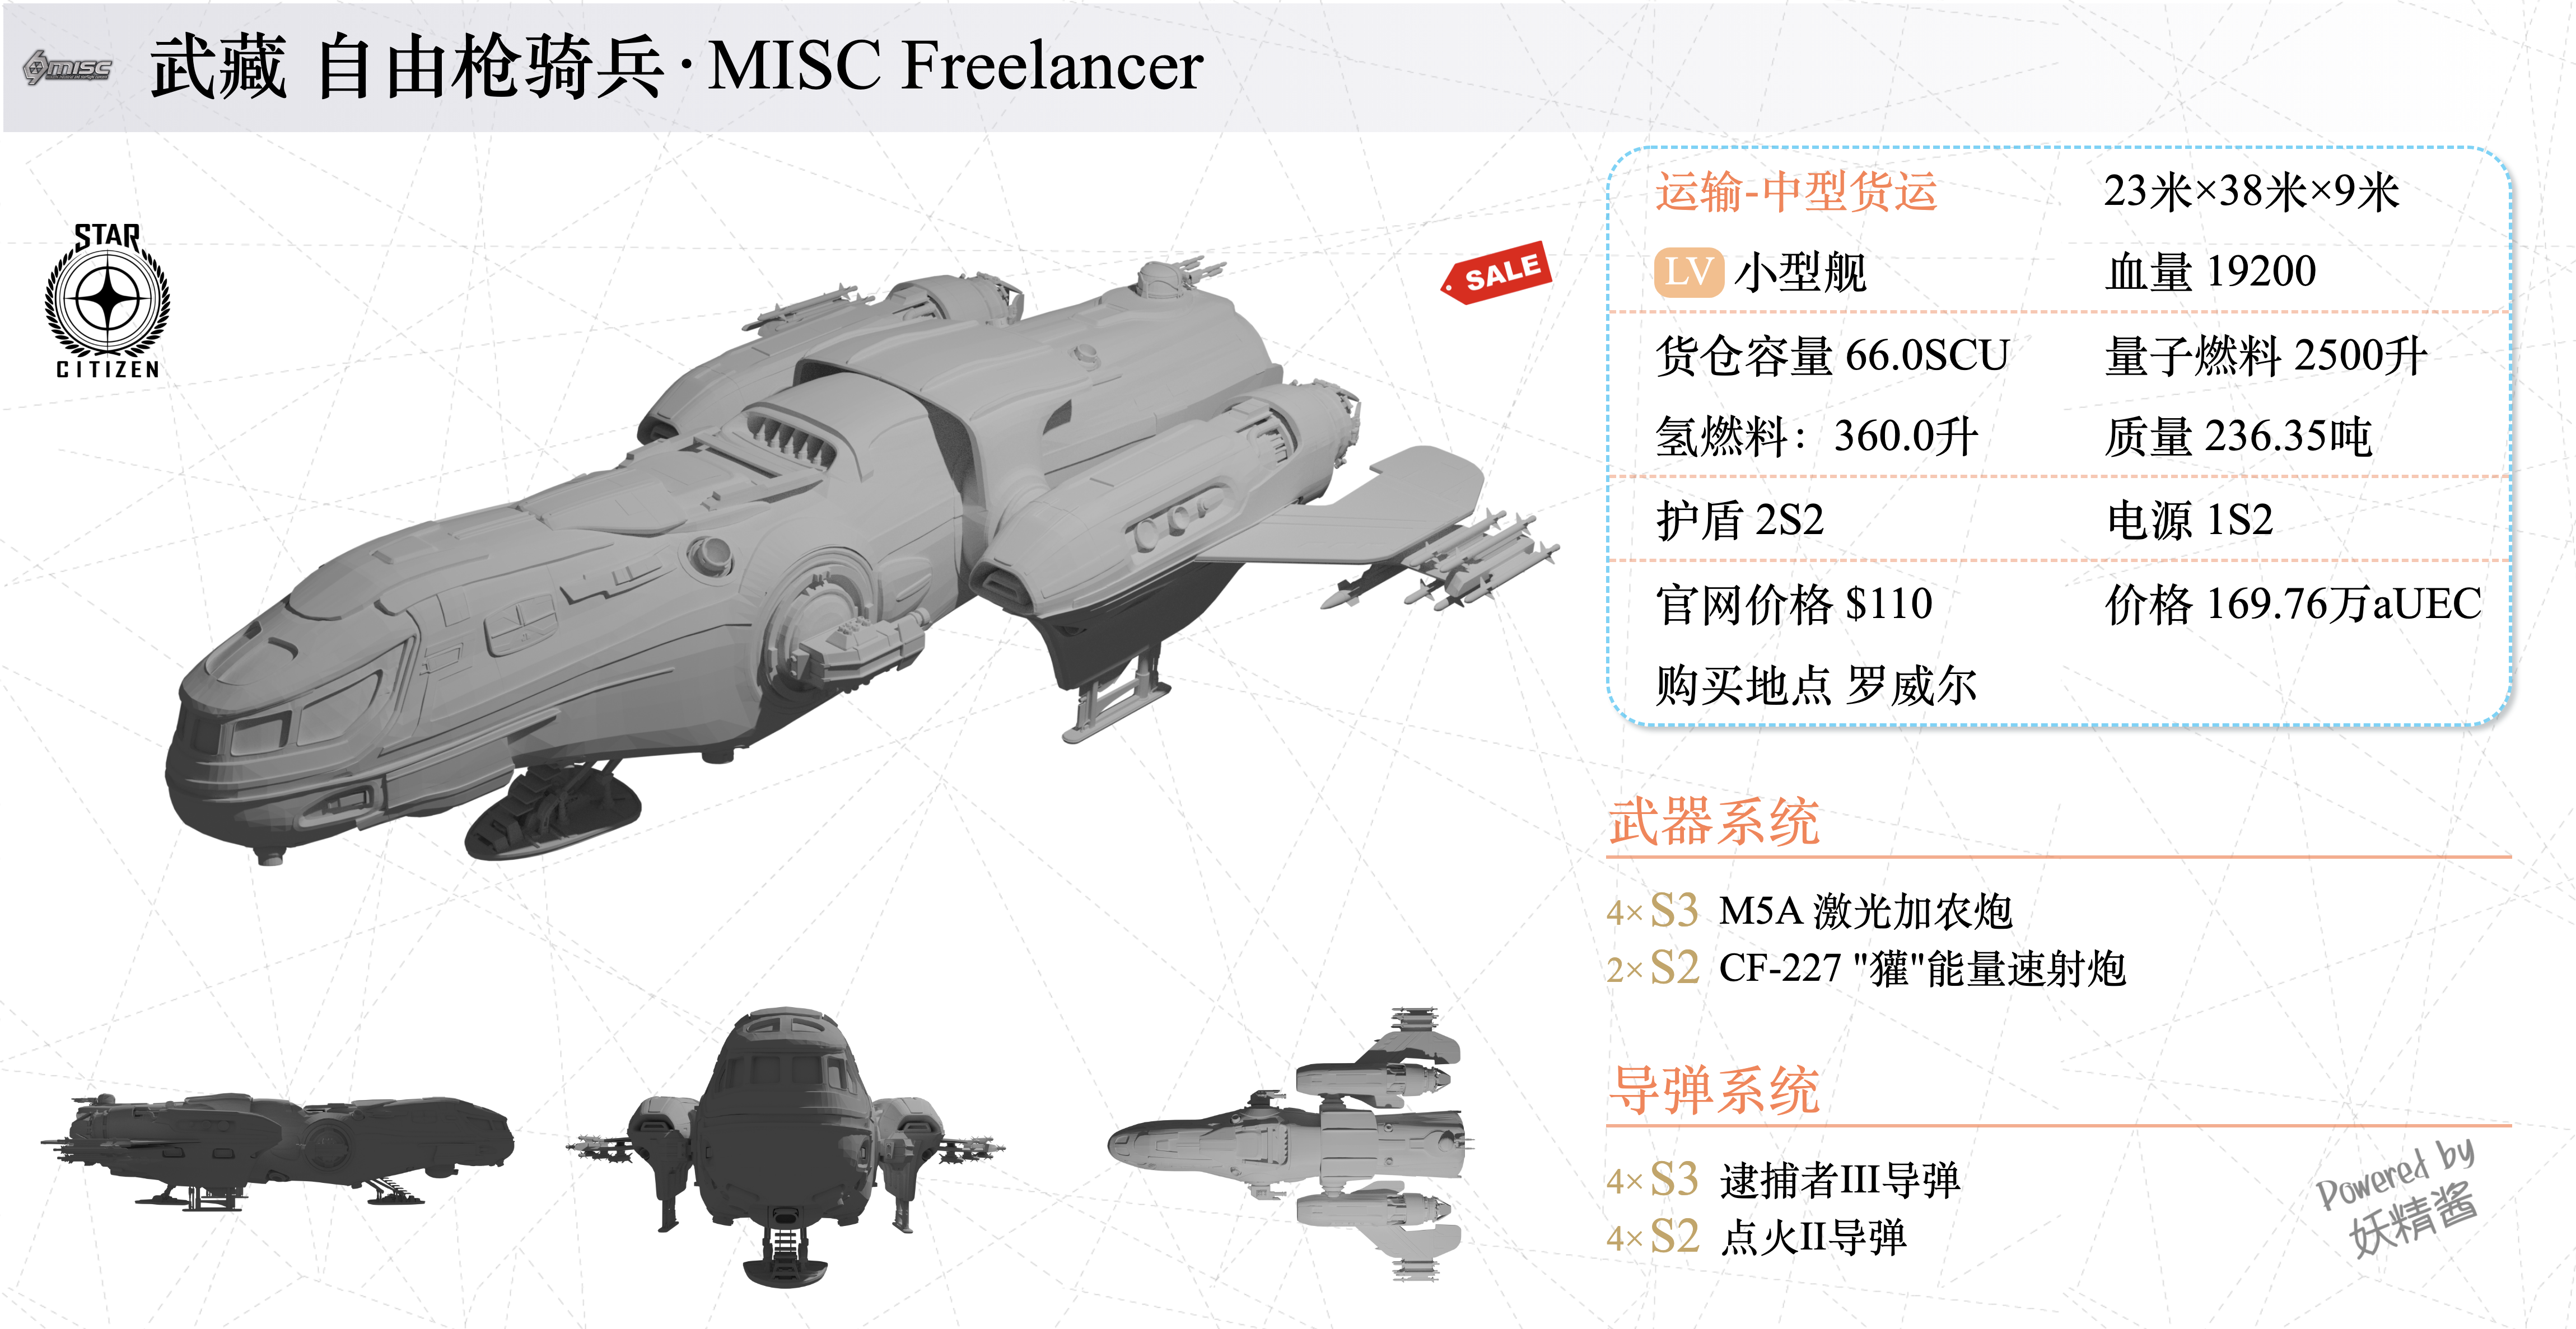 MISC
武藏 自由枪骑兵·MISC Freelancer
STAR
CITIZEN
SALE
运输-中型货运 23米×38米×9米
LV 小型舰 血量 19200
货仓容量 66.0SCU 量子燃料 2500升
氢燃料：360.0升 质量 236.35吨
护盾 2S2 电源 1S2
官网价格 $110 价格 169.76万aUEC
购买地点 罗威尔
武器系统
4× S3 M5A 激光加农炮
2× S2 CF-227 "獾"能量速射炮
导弹系统
4× S3 逮捕者III导弹
4× S2 点火II导弹
Powered by
妖精酱